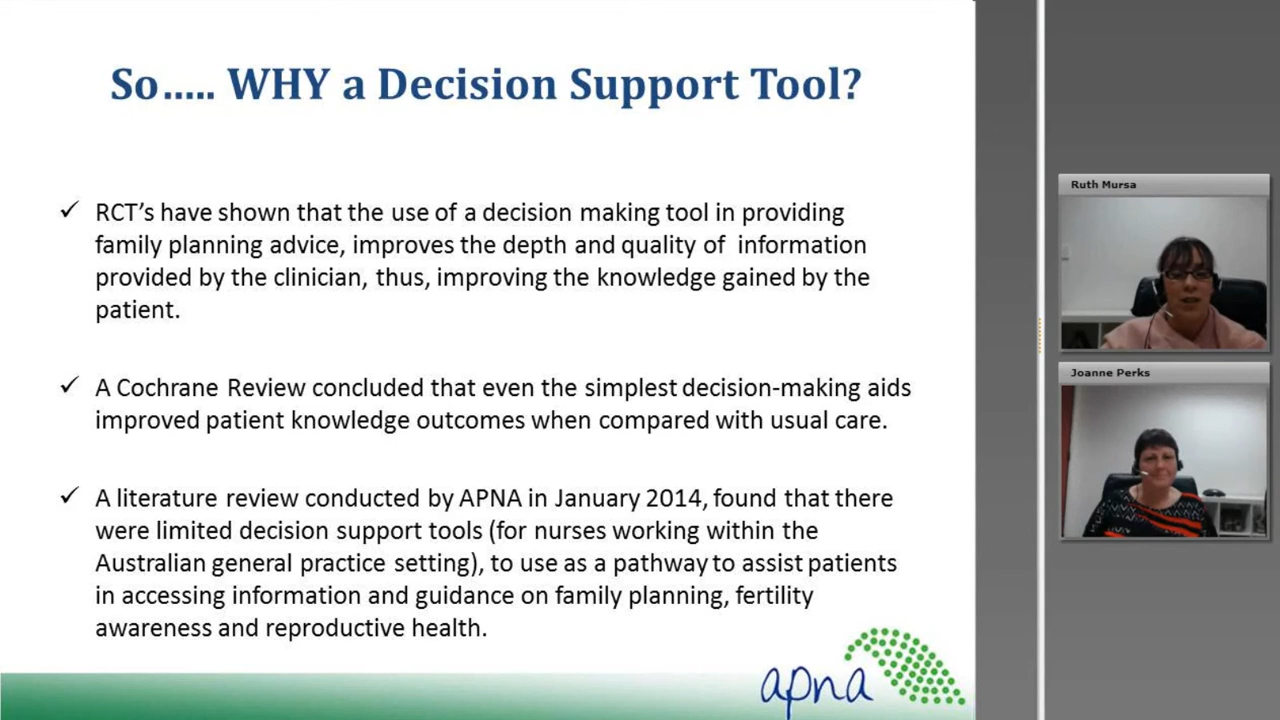 So..... WHY a Decision Support Tool?
✓ RCT's have shown that the use of a decision making tool in providing
family planning advice, improves the depth and quality of information
provided by the clinician, thus, improving the knowledge gained by the
patient.
✓ A Cochrane Review concluded that even the simplest decision-making aids
improved patient knowledge outcomes when compared with usual care.
✓ A literature review conducted by APNA in January 2014, found that there
were limited decision support tools (for nurses working within the
Australian general practice setting), to use as a pathway to assist patients
in accessing information and guidance on family planning, fertility
awareness and reproductive health.
apna
Ruth Mursa
Joanne Perks